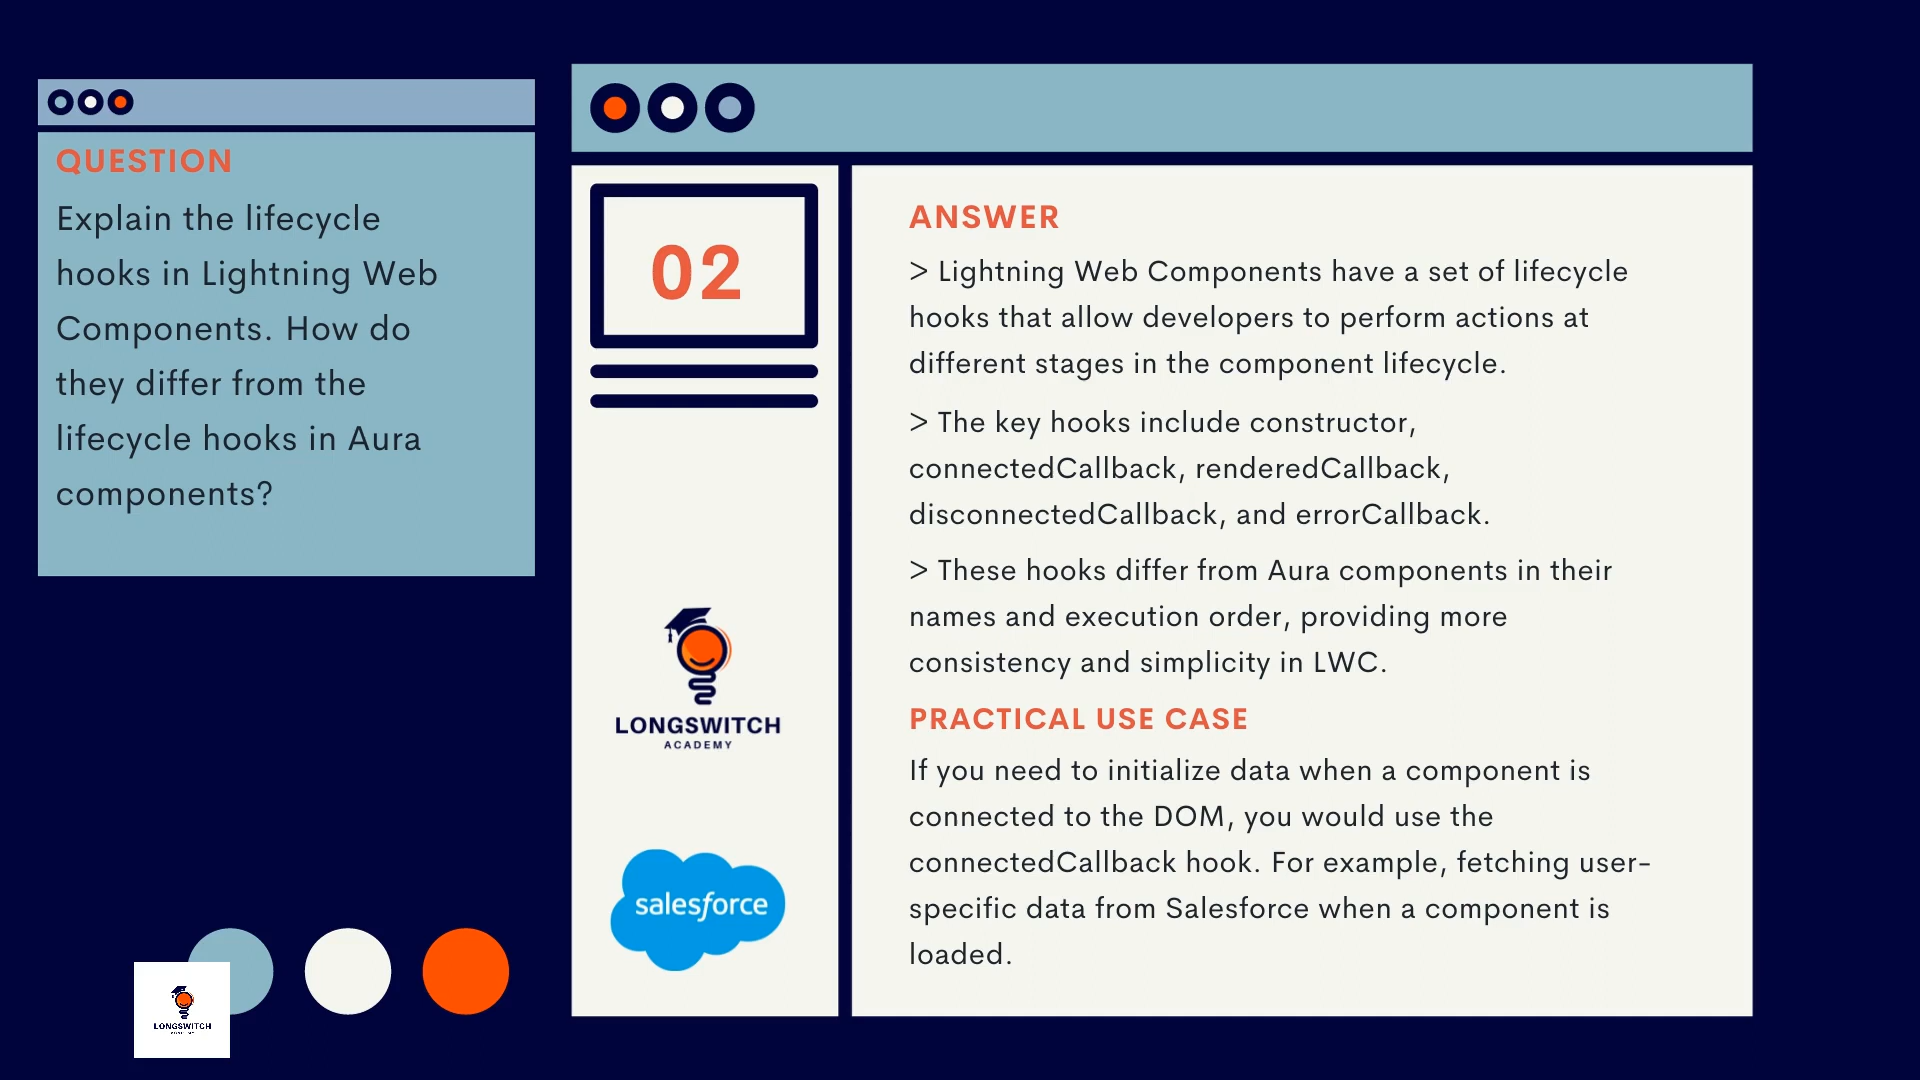 QUESTION
Explain the lifecycle
hooks in Lightning Web
Components. How do
they differ from the
lifecycle hooks in Aura
components?
02
LONGSWITCH
ACADEMY
salesforce
ANSWER
> Lightning Web Components have a set of lifecycle
hooks that allow developers to perform actions at
different stages in the component lifecycle.
> The key hooks include constructor,
connectedCallback, renderedCallback,
disconnectedCallback, and errorCallback.
> These hooks differ from Aura components in their
names and execution order, providing more
consistency and simplicity in LWC.
PRACTICAL USE CASE
If you need to initialize data when a component is
connected to the DOM, you would use the
connectedCallback hook. For example, fetching user-
specific data from Salesforce when a component is
loaded.
LONGSWITCH